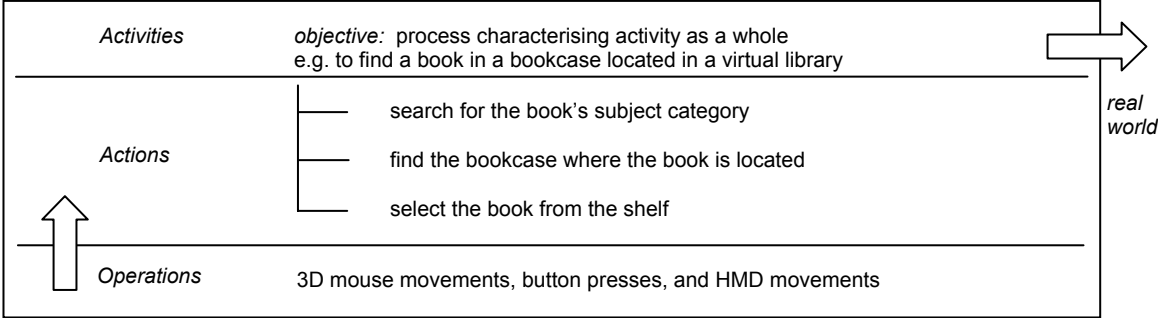 Activities
objective: process characterising activity as a whole
e.g. to find a book in a bookcase located in a virtual library
real
world
Actions
search for the book’s subject category
find the bookcase where the book is located
select the book from the shelf
Operations
3D mouse movements, button presses, and HMD movements